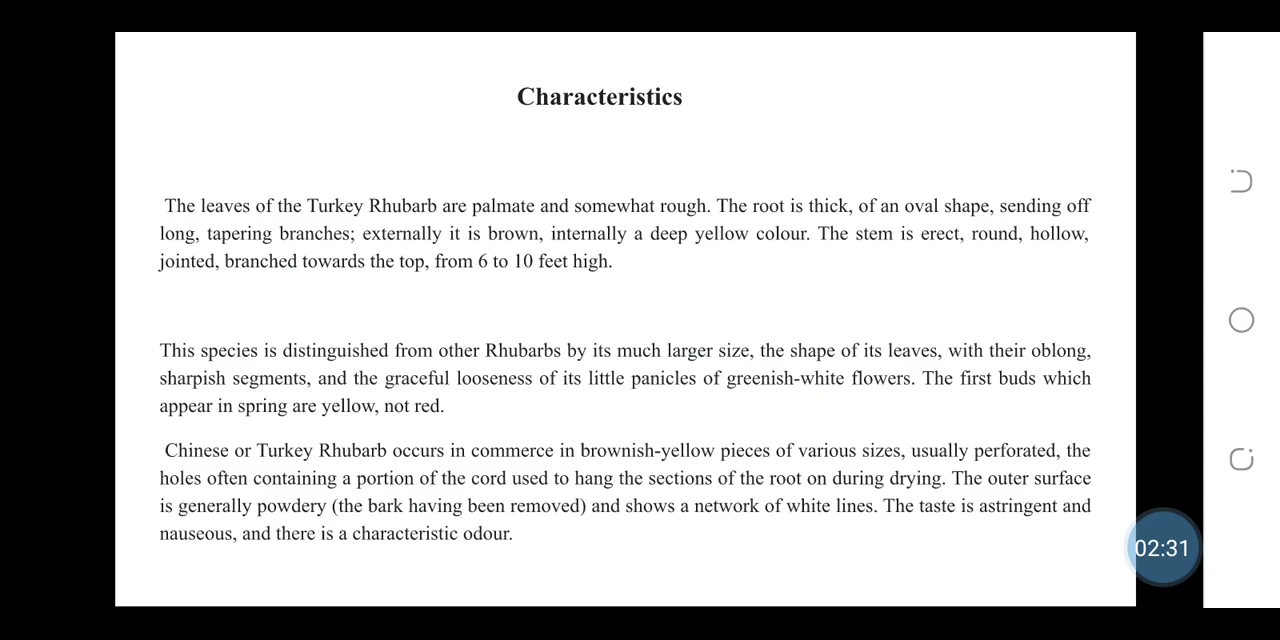 Characteristics
The leaves of the Turkey Rhubarb are palmate and somewhat rough. The root is thick, of an oval shape, sending off
long, tapering branches; externally it is brown, internally a deep yellow colour. The stem is erect, round, hollow,
jointed, branched towards the top, from 6 to 10 feet high.
This species is distinguished from other Rhubarbs by its much larger size, the shape of its leaves, with their oblong,
sharpish segments, and the graceful looseness of its little panicles of greenish-white flowers. The first buds which
appear in spring are yellow, not red.
Chinese or Turkey Rhubarb occurs in commerce in brownish-yellow pieces of various sizes, usually perforated, the
holes often containing a portion of the cord used to hang the sections of the root on during drying. The outer surface
is generally powdery (the bark having been removed) and shows a network of white lines. The taste is astringent and
nauseous, and there is a characteristic odour.
02:31